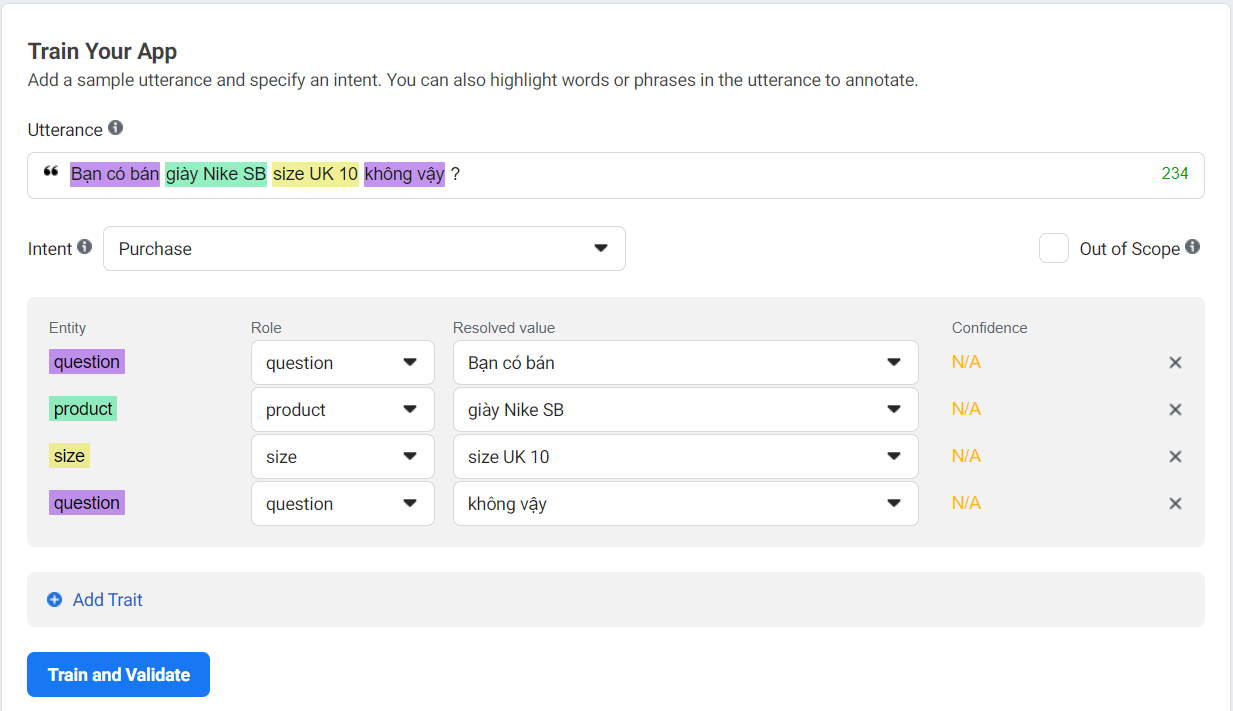 Train Your App
Add a sample utterance and specify an intent. You can also highlight words or phrases in the utterance to annotate.
Utterance
❝ Bạn có bán giày Nike SB size UK 10 không vậy ? 234
Intent Purchase Out of Scope
Entity Role Resolved value Confidence
question question Bạn có bán N/A
product product giày Nike SB N/A
size size size UK 10 N/A
question question không vậy N/A
Add Trait
Train and Validate